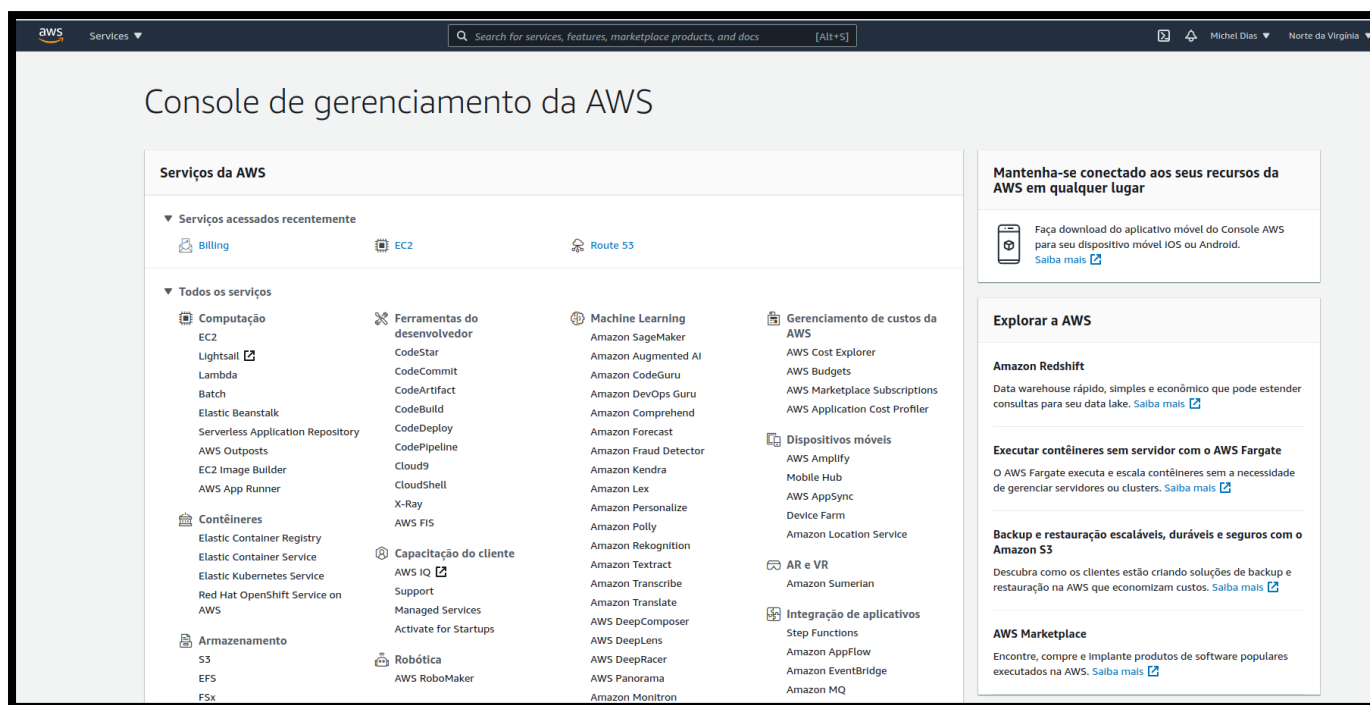 aws
Services ▼
Search for services, features, marketplace products, and docs [Alt+S]
Michel Dias ▼
Norte da Virgínia ▼
Console de gerenciamento da AWS
Serviços da AWS
▼ Serviços acessados recentemente
Billing
EC2
Route 53
▼ Todos os serviços
Computação
EC2
Lightsail
Lambda
Batch
Elastic Beanstalk
Serverless Application Repository
AWS Outposts
EC2 Image Builder
AWS App Runner
Contêineres
Elastic Container Registry
Elastic Container Service
Elastic Kubernetes Service
Red Hat OpenShift Service on
AWS
Armazenamento
S3
EFS
FSx
Ferramentas do
desenvolvedor
CodeStar
CodeCommit
CodeArtifact
CodeBuild
CodeDeploy
CodePipeline
Cloud9
CloudShell
X-Ray
AWS FIS
Capacitação do cliente
AWS IQ
Support
Managed Services
Activate for Startups
Robótica
AWS RoboMaker
Machine Learning
Amazon SageMaker
Amazon Augmented AI
Amazon CodeGuru
Amazon DevOps Guru
Amazon Comprehend
Amazon Forecast
Amazon Fraud Detector
Amazon Kendra
Amazon Lex
Amazon Personalize
Amazon Polly
Amazon Rekognition
Amazon Textract
Amazon Transcribe
Amazon Translate
AWS DeepComposer
AWS DeepLens
AWS DeepRacer
AWS Panorama
Amazon Monitron
Gerenciamento de custos da
AWS
AWS Cost Explorer
AWS Budgets
AWS Marketplace Subscriptions
AWS Application Cost Profiler
Dispositivos móveis
AWS Amplify
Mobile Hub
AWS AppSync
Device Farm
Amazon Location Service
AR e VR
Amazon Sumerian
Integração de aplicativos
Step Functions
Amazon AppFlow
Amazon EventBridge
Amazon MQ
Mantenha-se conectado aos seus recursos da
AWS em qualquer lugar
Faça download do aplicativo móvel do Console AWS
para seu dispositivo móvel iOS ou Android.
Saiba mais
Explorar a AWS
Amazon Redshift
Data warehouse rápido, simples e econômico que pode estender
consultas para seu data lake. Saiba mais
Executar contêineres sem servidor com o AWS Fargate
O AWS Fargate executa e escala contêineres sem a necessidade
de gerenciar servidores ou clusters. Saiba mais
Backup e restauração escaláveis, duráveis e seguros com o
Amazon S3
Descubra como os clientes estão criando soluções de backup e
restauração na AWS que economizam custos. Saiba mais
AWS Marketplace
Encontre, compre e implante produtos de software populares
executados na AWS. Saiba mais